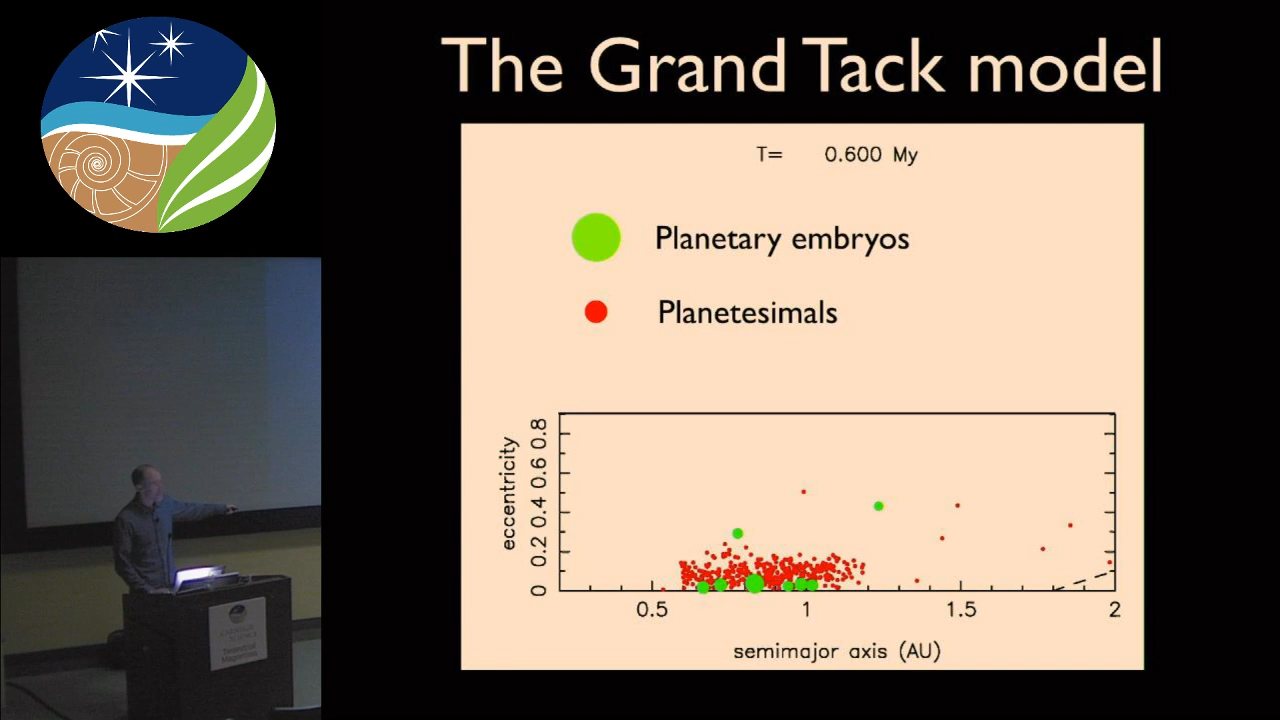 The Grand Tack model
T= 0.600 My
Planetary embryos
Planetesimals
eccentricity
0 0.2 0.4 0.6 0.8
0.5 1 1.5 2
semimajor axis (AU)